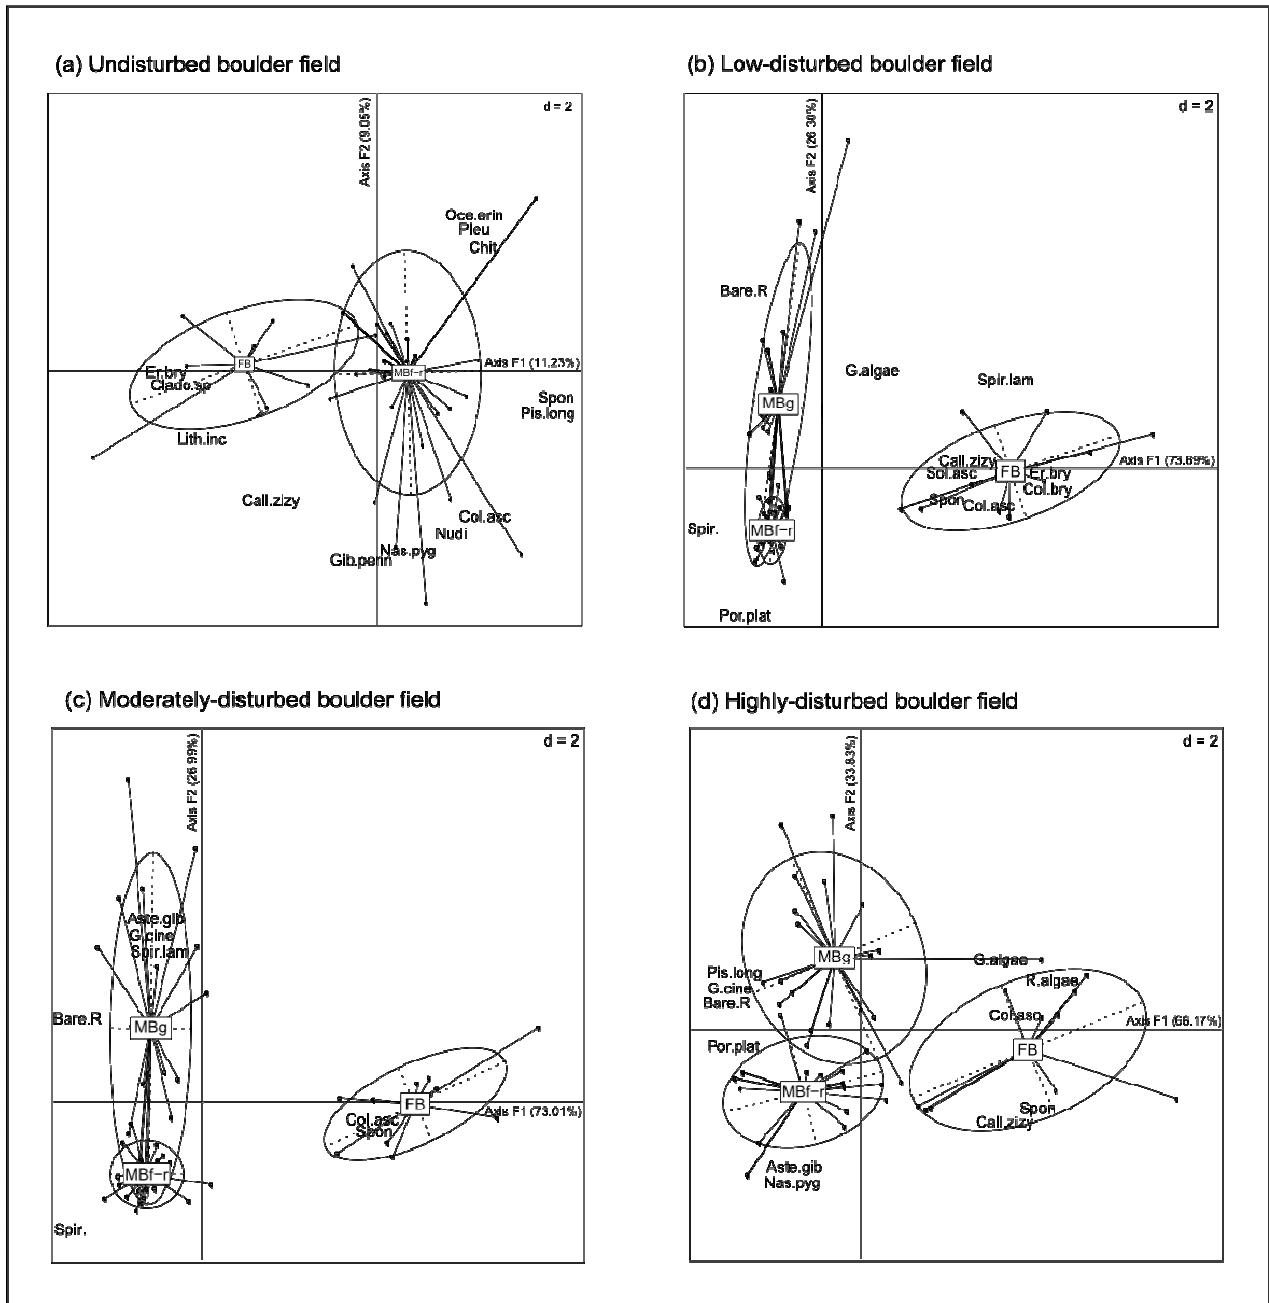 (a) Undisturbed boulder field
d = 2
Axis F2 (9.05%)
Oce.erin
Pleu
Chit
FB
MBf-r
Axis F1 (11.23%)
Er.bry
Clado.sp
Spon
Pis.long
Lith.inc
Call.zizy
Col.asc
Nudi
Nas.pyg
Gib.penn
(b) Low-disturbed boulder field
d = 2
Axis F2 (26.30%)
Bare.R
G.algae
Spir.lam
MBg
Axis F1 (73.69%)
Call.zizy
Sol.asc
FB
Er.bry
Col.bry
Spon
Col.asc
Spir.
MBf-r
Por.plat
(c) Moderately-disturbed boulder field
d = 2
Axis F2 (26.99%)
Aste.gib
G.cine
Spir.lam
Bare.R
MBg
FB
Axis F1 (73.01%)
Col.asc
Spon
MBf-r
Spir.
(d) Highly-disturbed boulder field
d = 2
Axis F2 (33.83%)
MBg
G.algae
Pis.long
G.cine
Bare.R
R.algae
Col.asc
Axis F1 (66.17%)
Por.plat
FB
MBf-r
Spon
Call.zizy
Aste.gib
Nas.pyg